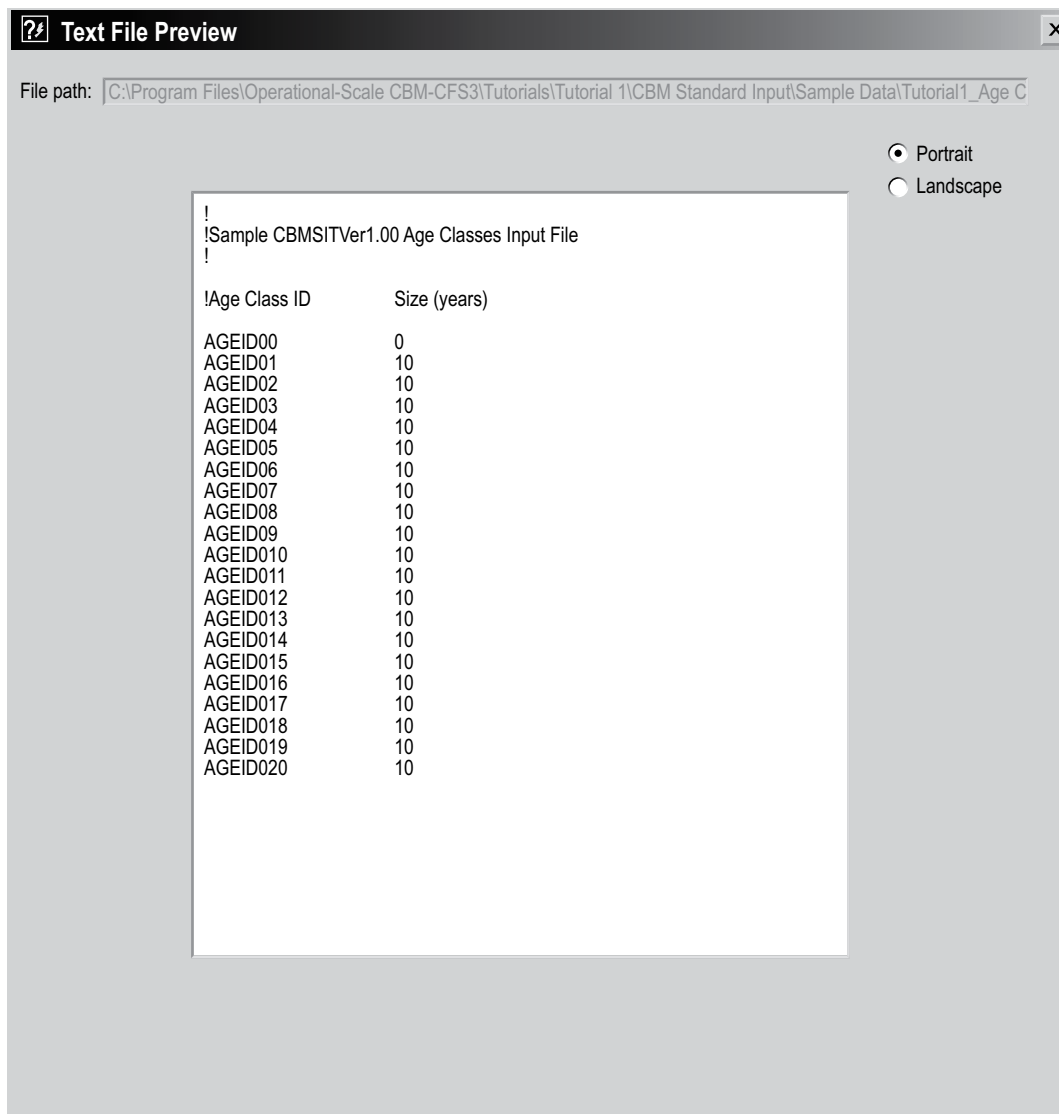 Text File Preview
X
File path: C:\Program Files\Operational-Scale CBM-CFS3\Tutorials\Tutorial 1\CBM Standard Input\Sample Data\Tutorial1_Age C
Portrait
Landscape
!
!Sample CBMSITVer1.00 Age Classes Input File
!
!Age Class ID Size (years)
AGEID00 0
AGEID01 10
AGEID02 10
AGEID03 10
AGEID04 10
AGEID05 10
AGEID06 10
AGEID07 10
AGEID08 10
AGEID09 10
AGEID010 10
AGEID011 10
AGEID012 10
AGEID013 10
AGEID014 10
AGEID015 10
AGEID016 10
AGEID017 10
AGEID018 10
AGEID019 10
AGEID020 10